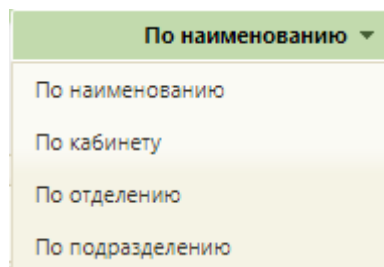 По наименованию
По наименованию
По кабинету
По отделению
По подразделению